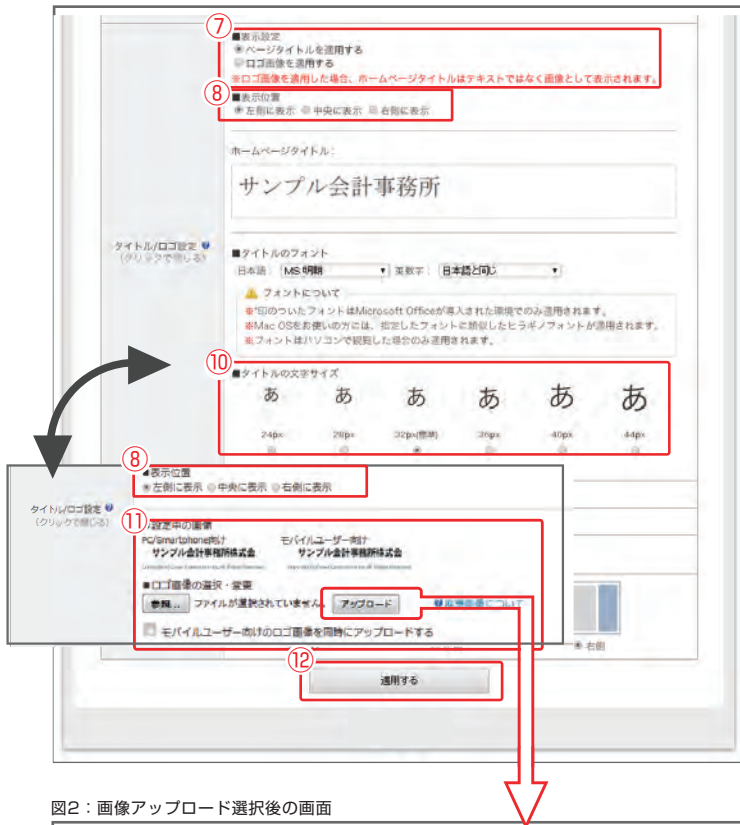 ⑦
■表示設定
ページタイトルを適用する
ロゴ画像を適用する
※ロゴ画像を適用した場合、ホームページタイトルはテキストではなく画像として表示されます。
⑧
■表示位置
左側に表示 中央に表示 右側に表示
ホームページタイトル:
サンプル会計事務所
タイトル/ロゴ設定
(クリックで閉じる)
■タイトルのフォント
日本語: MS 明朝 英数字: 日本語と同じ
フォントについて
※*印のついたフォントはMicrosoft Officeが導入された環境でのみ適用されます。
※Mac OSをお使いの方には、指定したフォントに類似したヒラギノフォントが適用されます。
※フォントはパソコンで閲覧した場合のみ適用されます。
⑩
■タイトルの文字サイズ
あ あ あ あ あ あ
24px 28px 32px(標準) 36px 40px 44px
⑧
■表示位置
左側に表示 中央に表示 右側に表示
タイトル/ロゴ設定
(クリックで閉じる)
⑪
設定中の画像
PC/Smartphone向け モバイルユーザー向け
サンプル会計事務所株式会 サンプル会計事務所株式会
■ロゴ画像の選択・変更
参照... ファイルが選択されていません。 アップロード
モバイルユーザー向けのロゴ画像を同時にアップロードする
右側
⑫
適用する
図2:画像アップロード選択後の画面